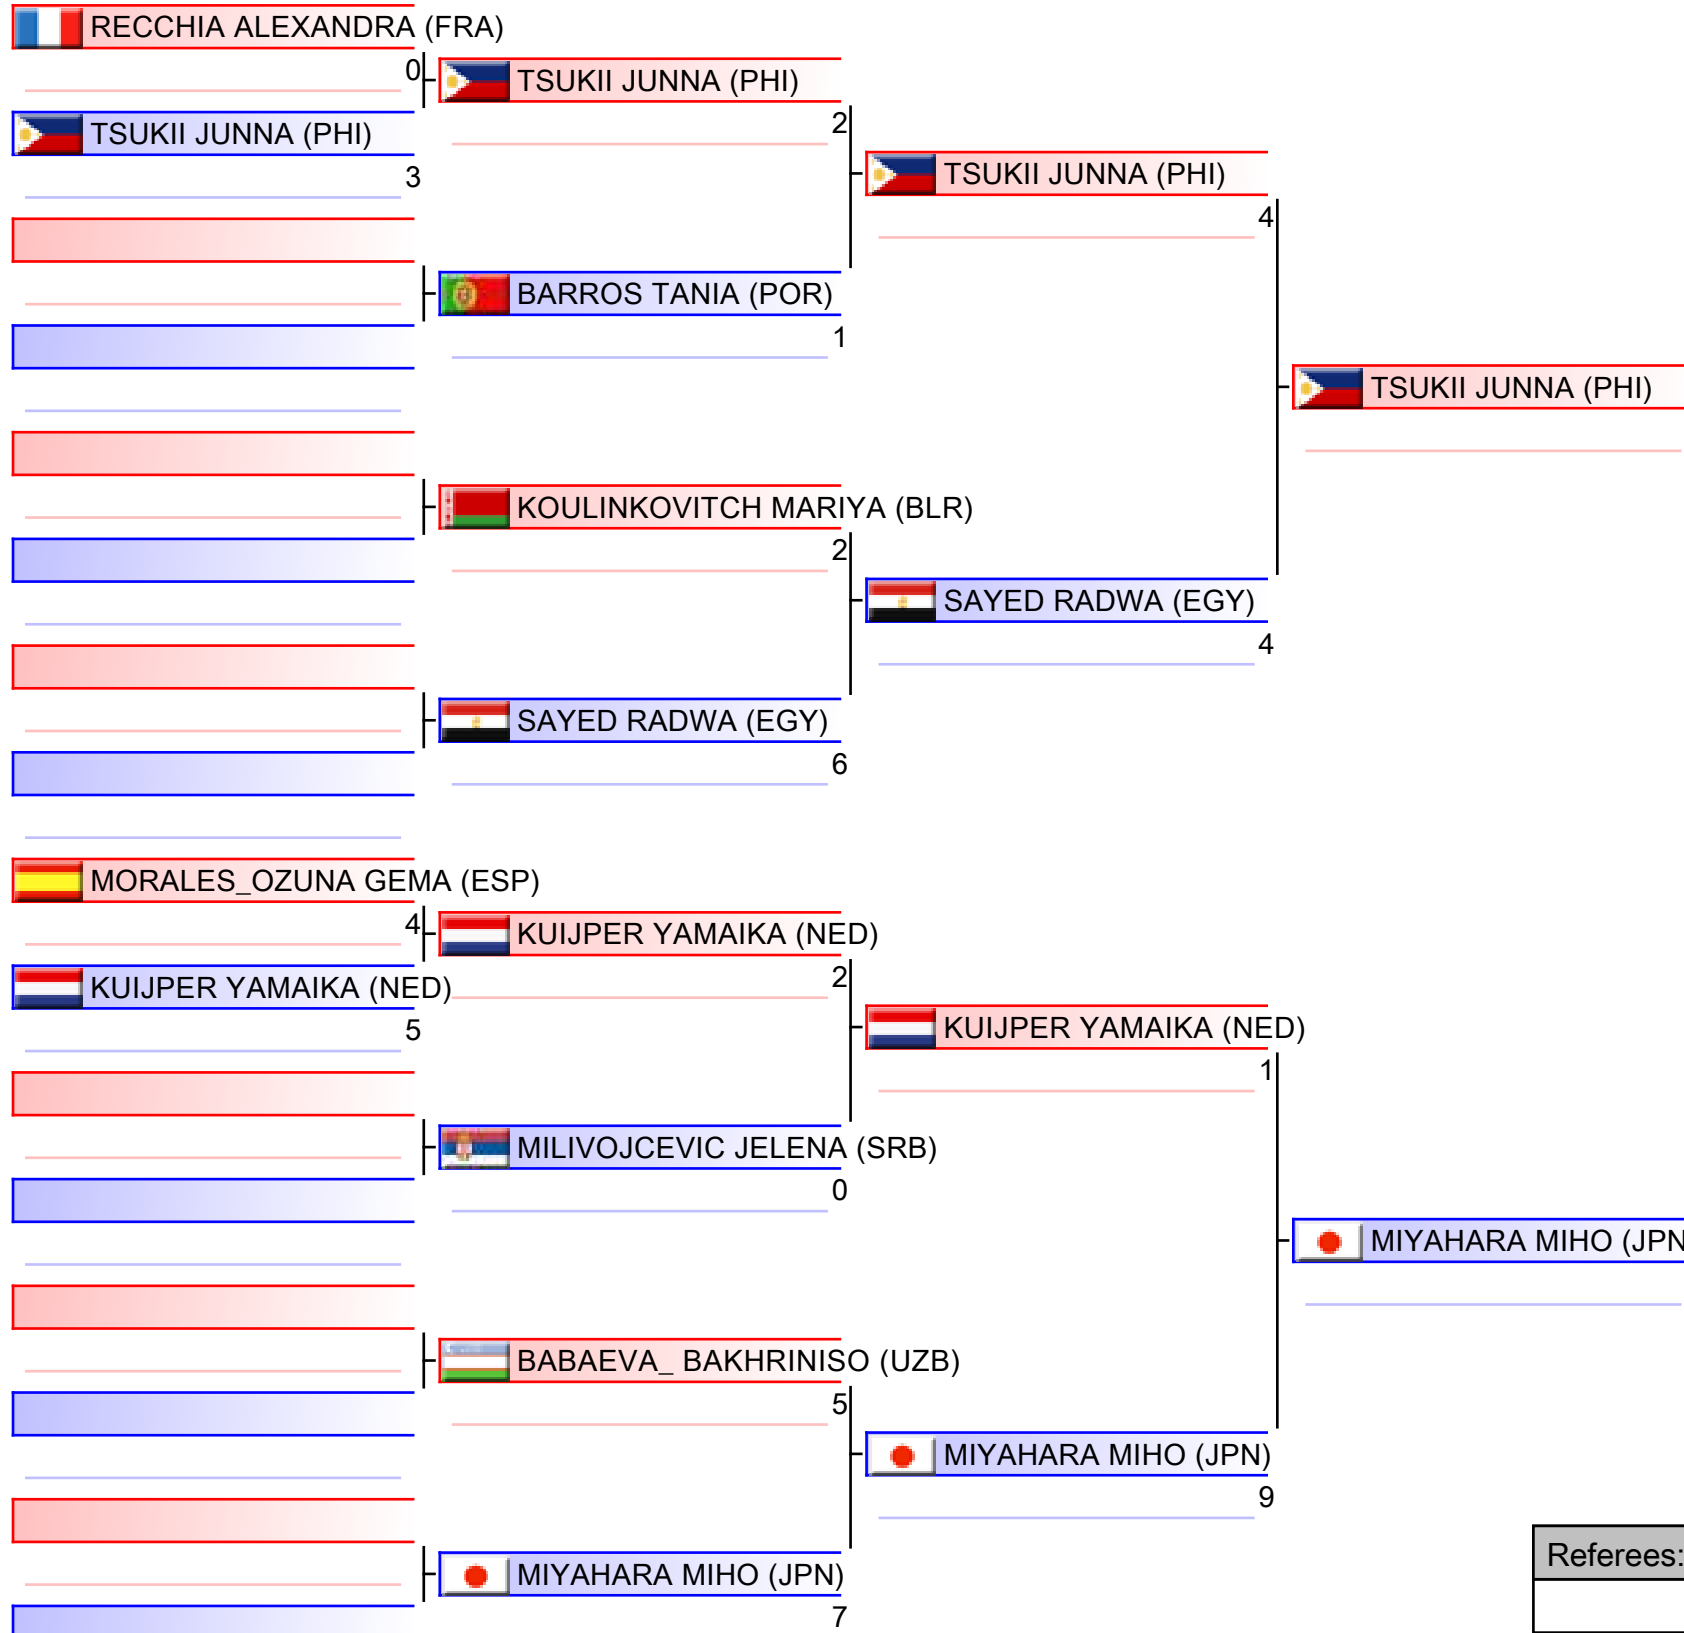 RECCHIA ALEXANDRA (FRA)
0
TSUKII JUNNA (PHI)
3
TSUKII JUNNA (PHI)
2
BARROS TANIA (POR)
1
TSUKII JUNNA (PHI)
4
KOULINKOVITCH MARIYA (BLR)
2
SAYED RADWA (EGY)
6
SAYED RADWA (EGY)
4
TSUKII JUNNA (PHI)
MORALES_OZUNA GEMA (ESP)
4
KUIJPER YAMAIKA (NED)
5
KUIJPER YAMAIKA (NED)
2
MILIVOJCEVIC JELENA (SRB)
0
KUIJPER YAMAIKA (NED)
1
BABAEVA_ BAKHRINISO (UZB)
5
MIYAHARA MIHO (JPN)
7
MIYAHARA MIHO (JPN)
9
MIYAHARA MIHO (JPN
Referees: